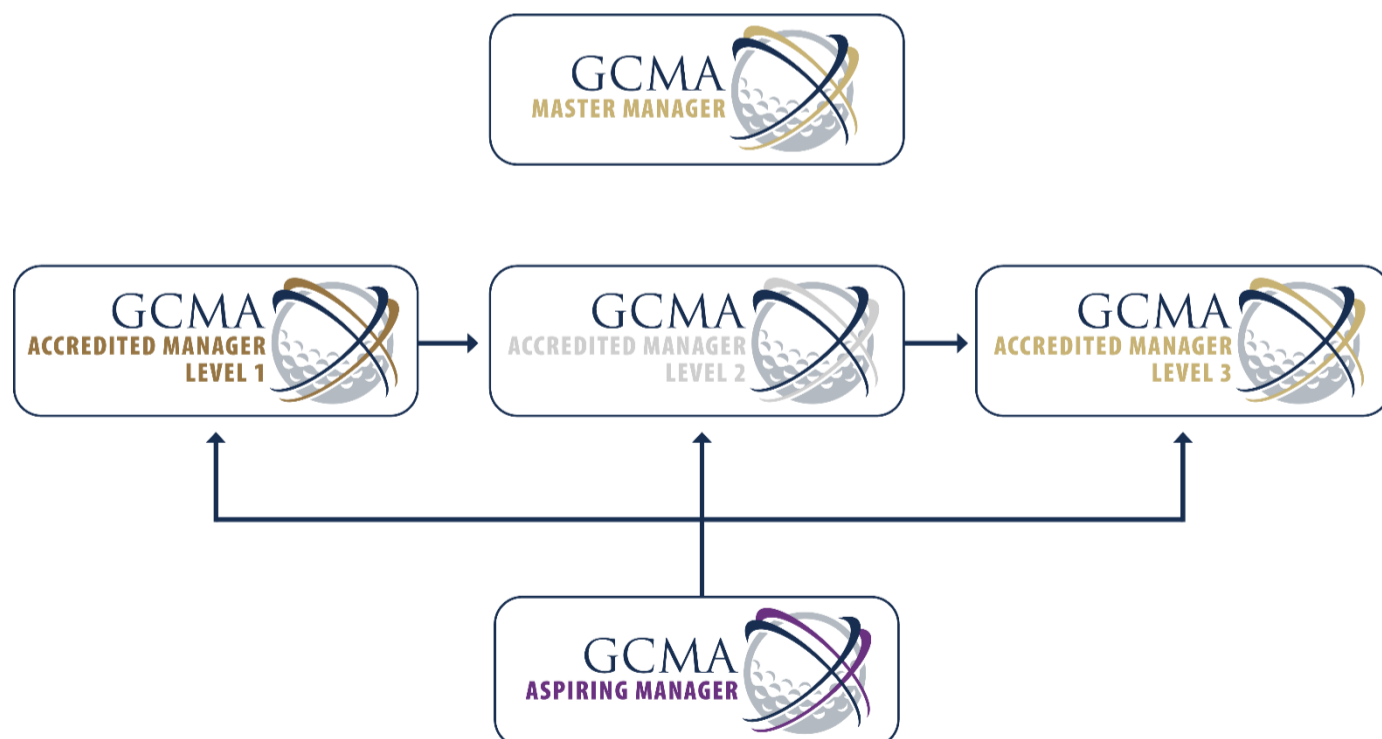 GCMA
MASTER MANAGER
GCMA
ACCREDITED MANAGER
LEVEL 1
GCMA
ACCREDITED MANAGER
LEVEL 2
GCMA
ACCREDITED MANAGER
LEVEL 3
GCMA
ASPIRING MANAGER